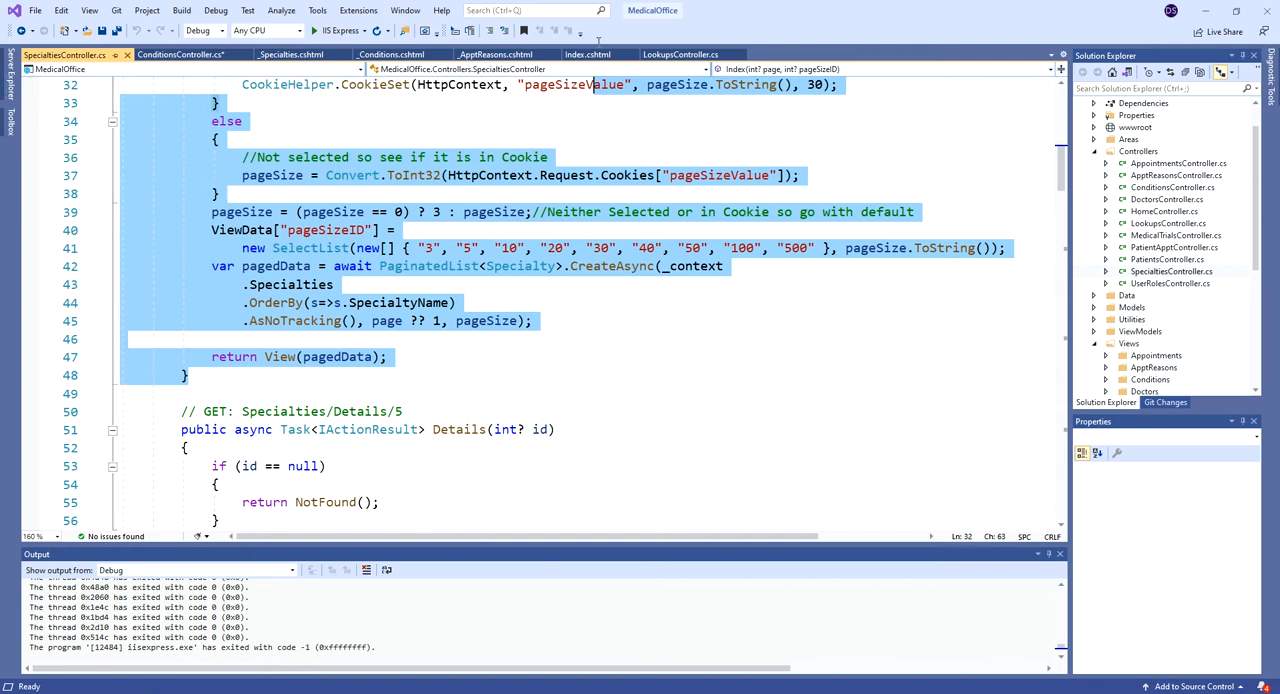 File Edit View Git Project Build Debug Test Analyze Tools Extensions Window Help Search (Ctrl+Q) MedicalOffice DS
Debug Any CPU IIS Express Live Share
SpecialtiesController.cs ConditionsController.cs* _Specialties.cshtml _Conditions.cshtml _ApptReasons.cshtml Index.cshtml LookupsController.cs
MedicalOffice MedicalOffice.Controllers.SpecialtiesController Index(int? page, int? pageSizeID)
Server Explorer
Toolbox
32 CookieHelper.CookieSet(HttpContext, "pageSizeValue", pageSize.ToString(), 30);
33 }
34 else
35 {
36 //Not selected so see if it is in Cookie
37 pageSize = Convert.ToInt32(HttpContext.Request.Cookies["pageSizeValue"]);
38 }
39 pageSize = (pageSize == 0) ? 3 : pageSize;//Neither Selected or in Cookie so go with default
40 ViewData["pageSizeID"] =
41 new SelectList(new[] { "3", "5", "10", "20", "30", "40", "50", "100", "500" }, pageSize.ToString());
42 var pagedData = await PaginatedList<Specialty>.CreateAsync(_context
43 .Specialties
44 .OrderBy(s=>s.SpecialtyName)
45 .AsNoTracking(), page ?? 1, pageSize);
46
47 return View(pagedData);
48 }
49
50 // GET: Specialties/Details/5
51 public async Task<IActionResult> Details(int? id)
52 {
53 if (id == null)
54 {
55 return NotFound();
56 }
160 % No issues found Ln: 32 Ch: 63 SPC CRLF
Output
Show output from: Debug
The thread 0x48a0 has exited with code 0 (0x0).
The thread 0x2060 has exited with code 0 (0x0).
The thread 0x1e4c has exited with code 0 (0x0).
The thread 0x1bd4 has exited with code 0 (0x0).
The thread 0x2d10 has exited with code 0 (0x0).
The thread 0x514c has exited with code 0 (0x0).
The program '[12484] iisexpress.exe' has exited with code -1 (0xffffffff).
Solution Explorer
Search Solution Explorer (Ctrl+;)
Dependencies
Properties
wwwroot
Areas
Controllers
AppointmentsController.cs
ApptReasonsController.cs
ConditionsController.cs
DoctorsController.cs
HomeController.cs
LookupsController.cs
MedicalTrialsController.cs
PatientApptController.cs
PatientsController.cs
SpecialtiesController.cs
UserRolesController.cs
Data
Models
Utilities
ViewModels
Views
Appointments
ApptReasons
Conditions
Doctors
Solution Explorer Git Changes
Properties
Diagnostic Tools
Ready Add to Source Control 4